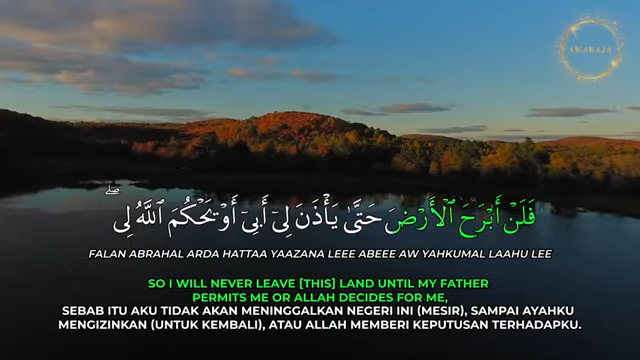 AMARAJA
فَلَنْ أَبْرَحَ ٱلْأَرْضَ حَتَّىٰ يَأْذَنَ لِىٓ أَبِىٓ أَوْ يَحْكُمَ ٱللَّهُ لِى ۖ
FALAN ABRAHAL ARDA HATTAA YAAZANA LEEE ABEEE AW YAHKUMAL LAAHU LEE
SO I WILL NEVER LEAVE [THIS] LAND UNTIL MY FATHER
PERMITS ME OR ALLAH DECIDES FOR ME,
SEBAB ITU AKU TIDAK AKAN MENINGGALKAN NEGERI INI (MESIR), SAMPAI AYAHKU
MENGIZINKAN (UNTUK KEMBALI), ATAU ALLAH MEMBERI KEPUTUSAN TERHADAPKU.